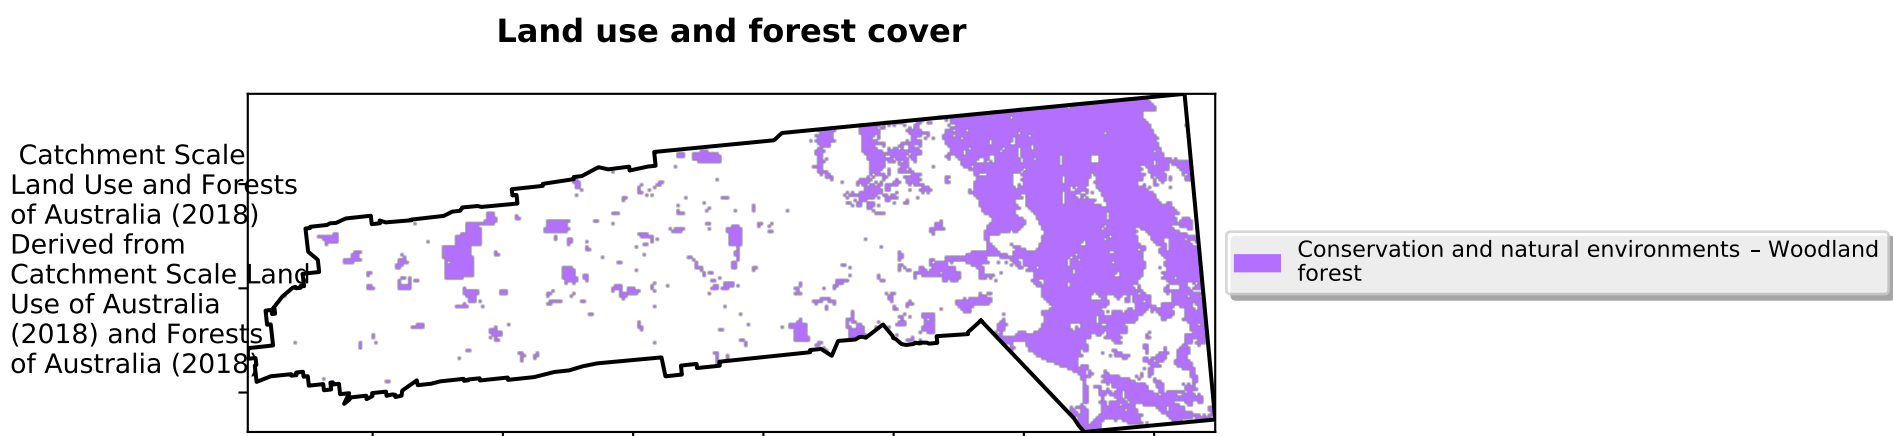 Land use and forest cover
Catchment Scale
Land Use and Forests
of Australia (2018)
Derived from
Catchment Scale Land
Use of Australia
(2018) and Forests
of Australia (2018)
Conservation and natural environments – Woodland
forest